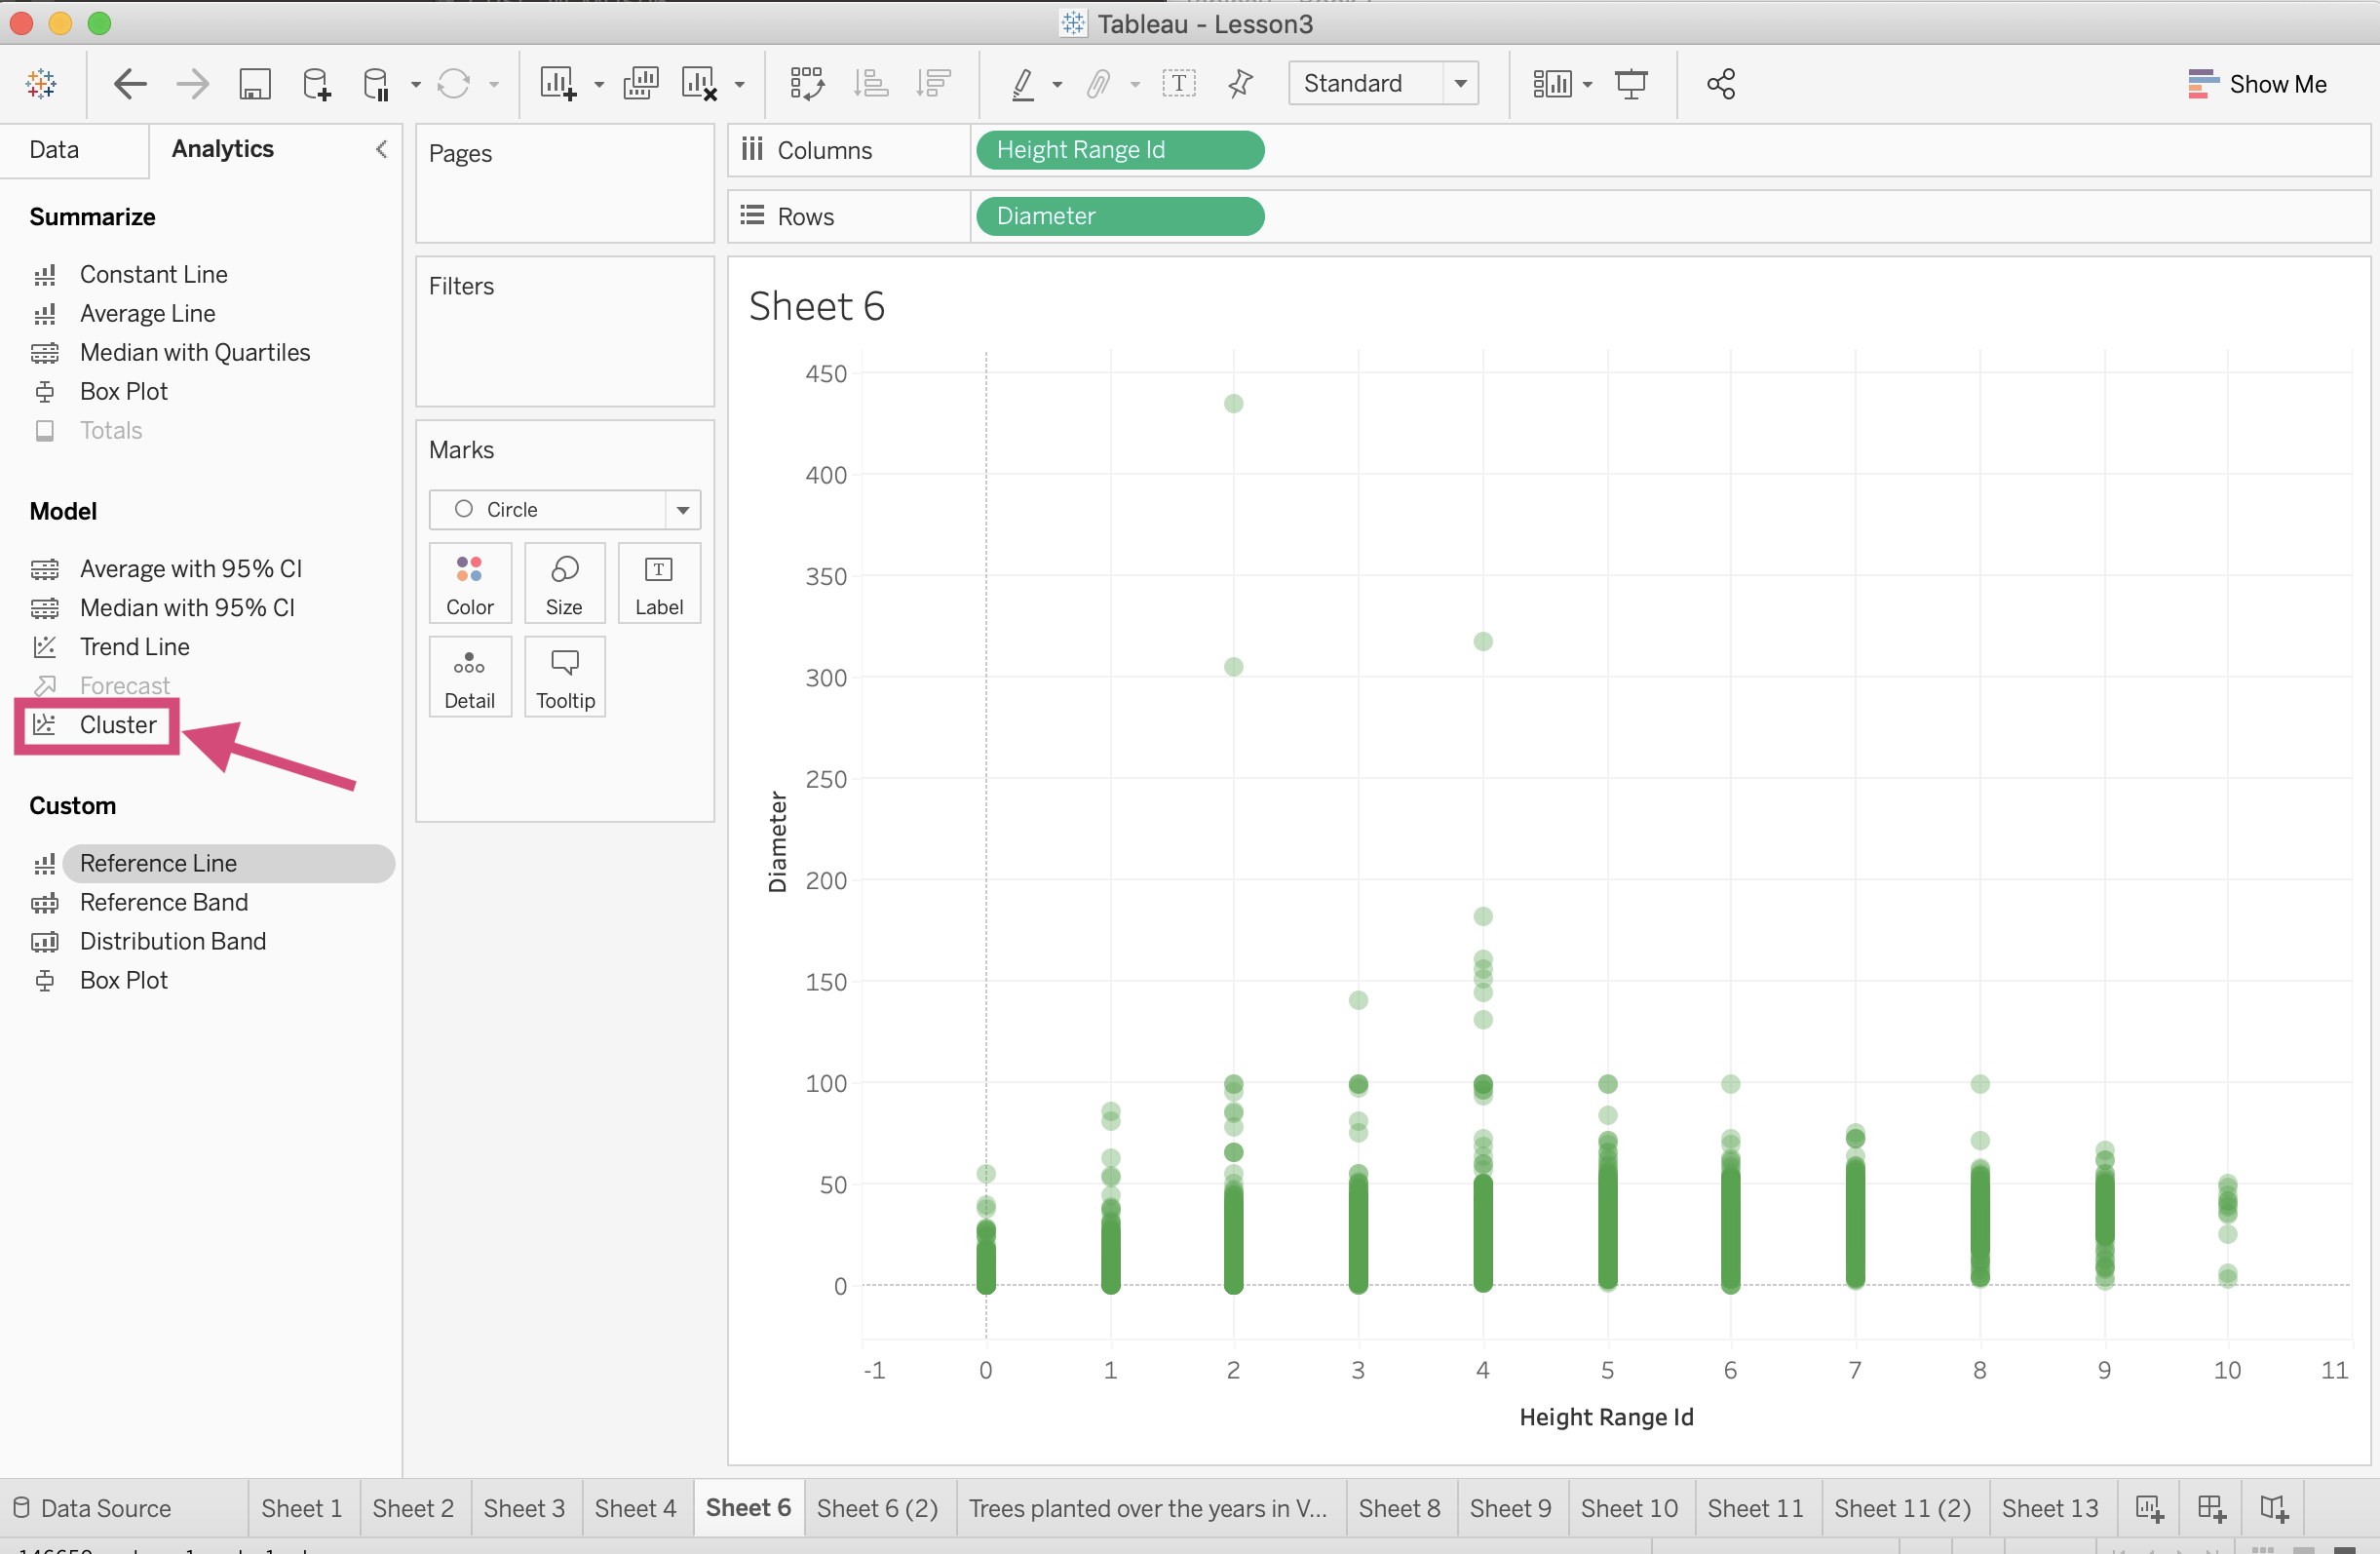 Tableau - Lesson3
Standard
Show Me
Data
Analytics
Summarize
Constant Line
Average Line
Median with Quartiles
Box Plot
Totals
Model
Average with 95% CI
Median with 95% CI
Trend Line
Forecast
Cluster
Custom
Reference Line
Reference Band
Distribution Band
Box Plot
Pages
Filters
Marks
Circle
Color
Size
Label
Detail
Tooltip
Columns
Height Range Id
Rows
Diameter
Sheet 6
450
400
350
300
250
200
150
100
50
0
Diameter
-1 0 1 2 3 4 5 6 7 8 9 10 11
Height Range Id
Data Source Sheet 1 Sheet 2 Sheet 3 Sheet 4 Sheet 6 Sheet 6 (2) Trees planted over the years in V... Sheet 8 Sheet 9 Sheet 10 Sheet 11 Sheet 11 (2) Sheet 13